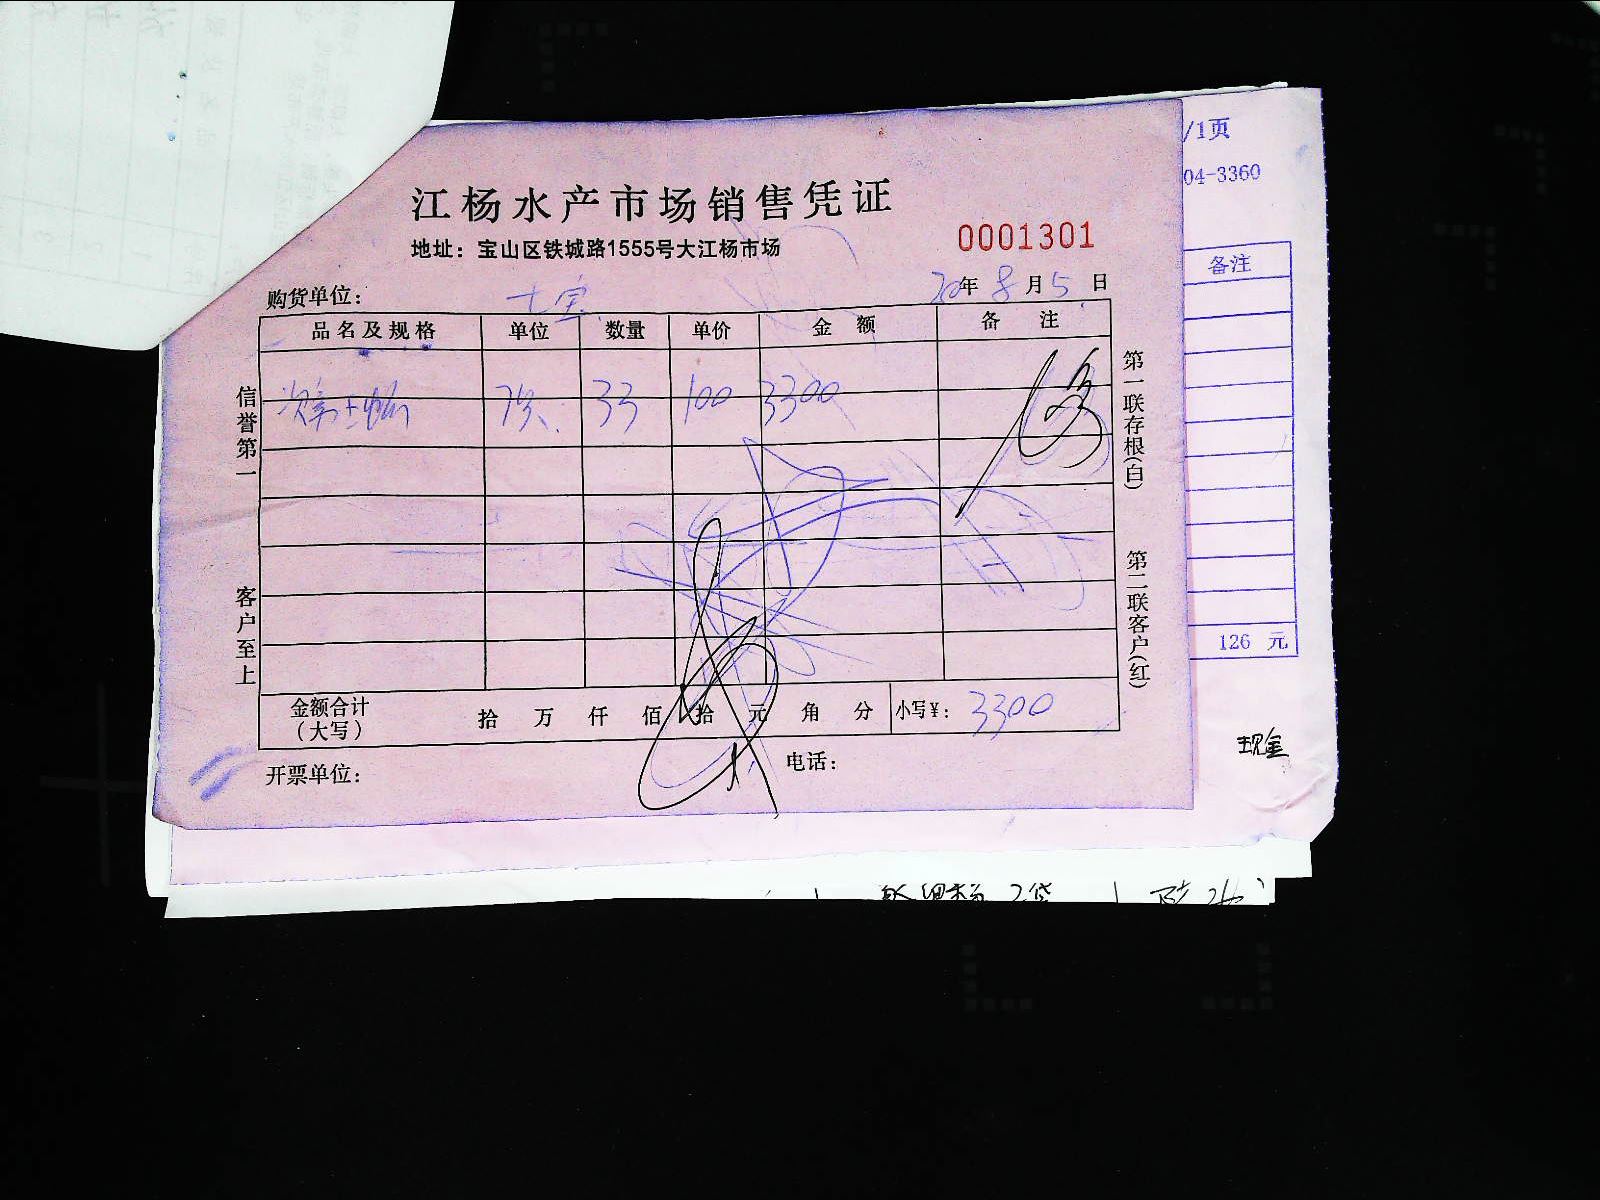 江杨水产市场销售凭证
地址：宝山区铁城路1555号大江杨市场
0001301
购货单位：七宝
20年8月5日
品名及规格 单位 数量 单价 金额 备注
33 100 3300
金额合计（大写） 拾 万 仟 佰 拾 元 角 分 小写¥：3300
开票单位： 电话：
信誉第一
客户至上
第一联存根(白)
第二联客户(红)
/1页
04-3360
备注
126 元
现金